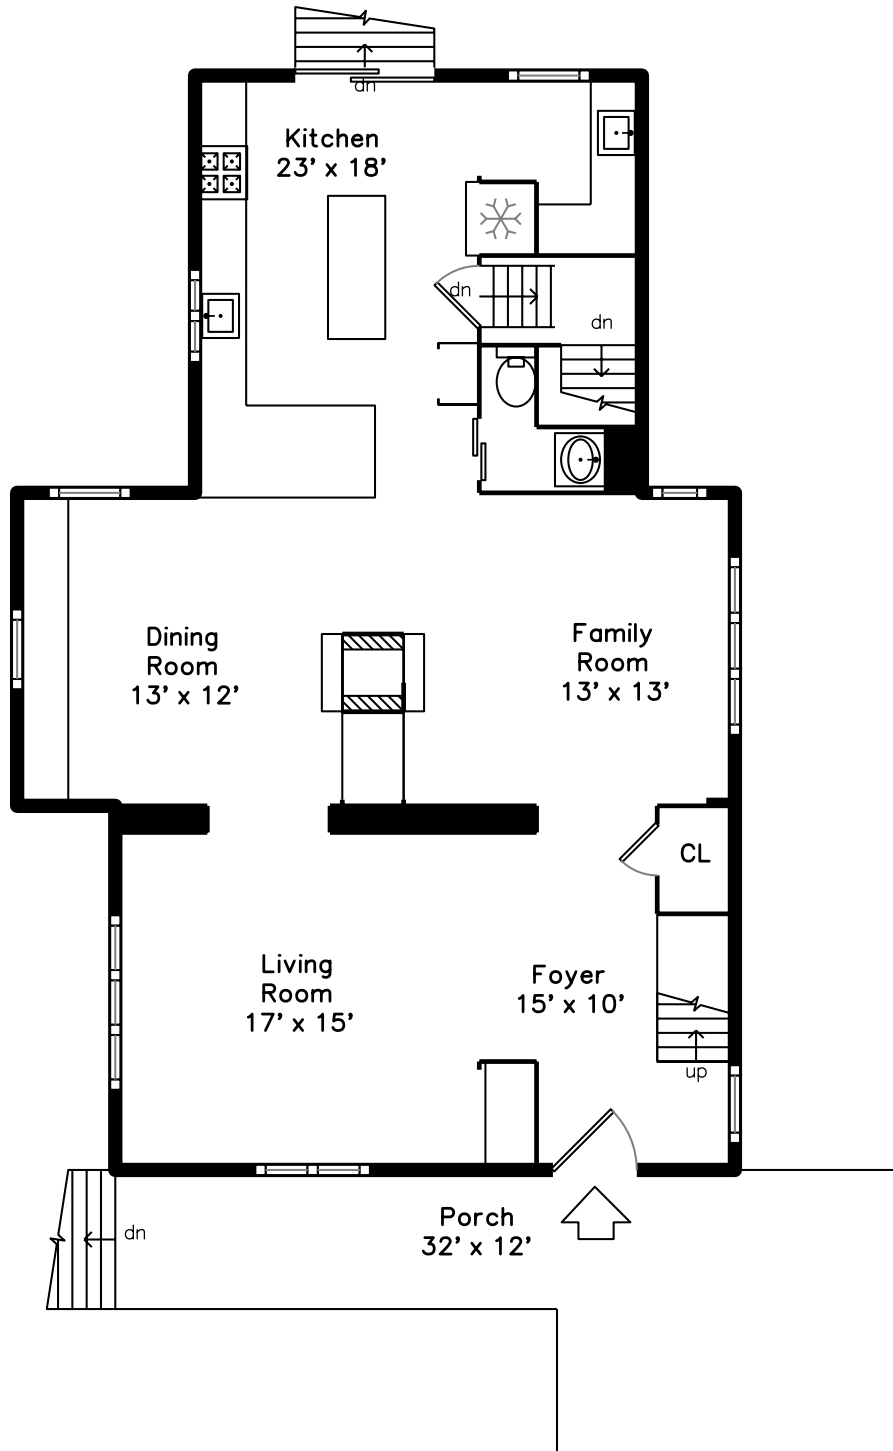 dn
Kitchen
23' x 18'
dn
dn
Dining
Room
13' x 12'
Family
Room
13' x 13'
CL
Living
Room
17' x 15'
Foyer
15' x 10'
up
Porch
32' x 12'
dn